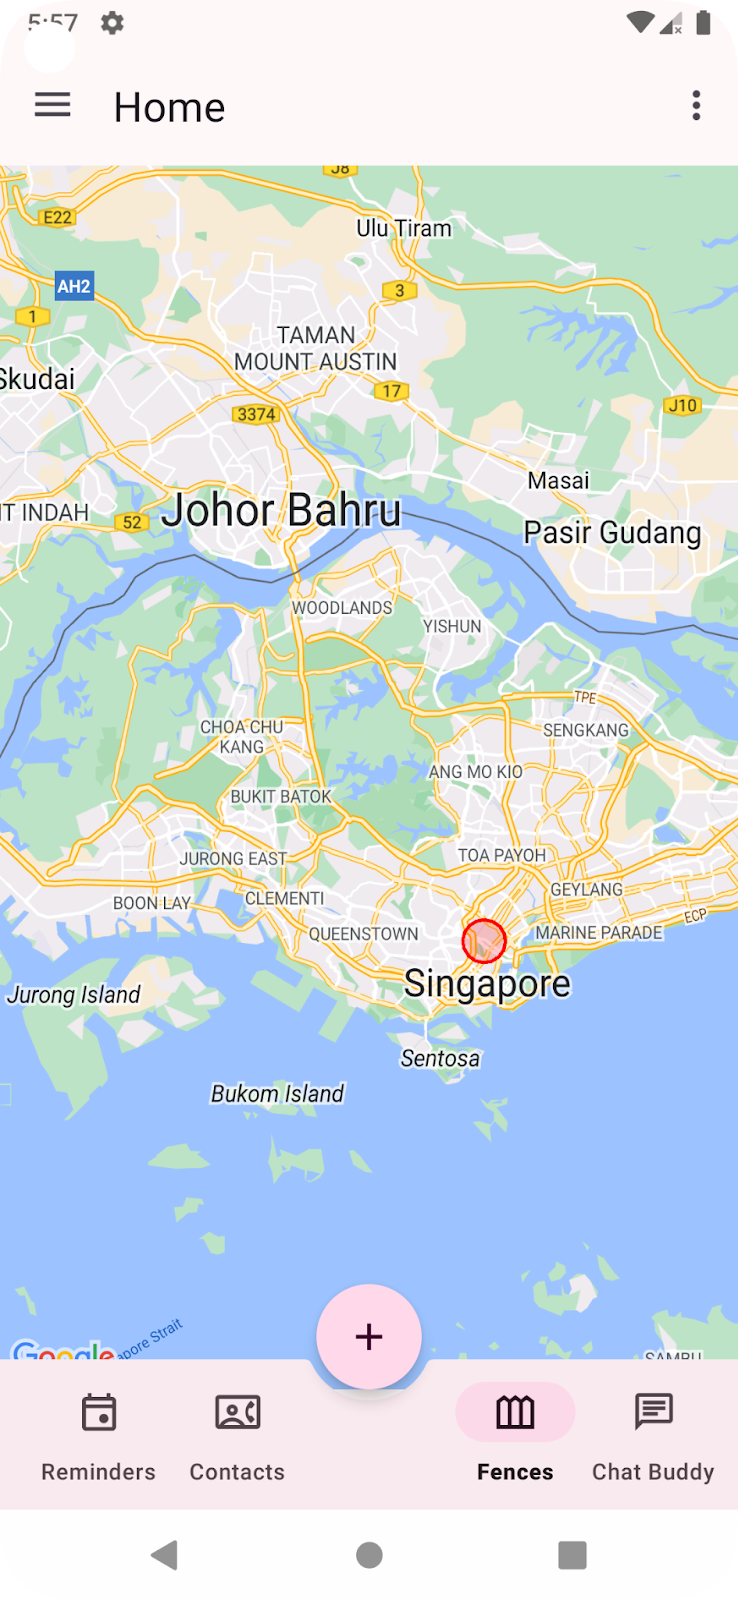 5:57
Home
J8
E22
Ulu Tiram
AH2
3
1
TAMAN
MOUNT AUSTIN
Skudai
17
J10
3374
Masai
IT INDAH
52
Johor Bahru
Pasir Gudang
WOODLANDS
YISHUN
TPE
CHOA CHU
KANG
SENGKANG
ANG MO KIO
BUKIT BATOK
JURONG EAST
TOA PAYOH
BOON LAY
CLEMENTI
GEYLANG
QUEENSTOWN
MARINE PARADE
ECP
Jurong Island
Singapore
Sentosa
Bukom Island
Google
apore Strait
SAMBU
Reminders
Contacts
Fences
Chat Buddy